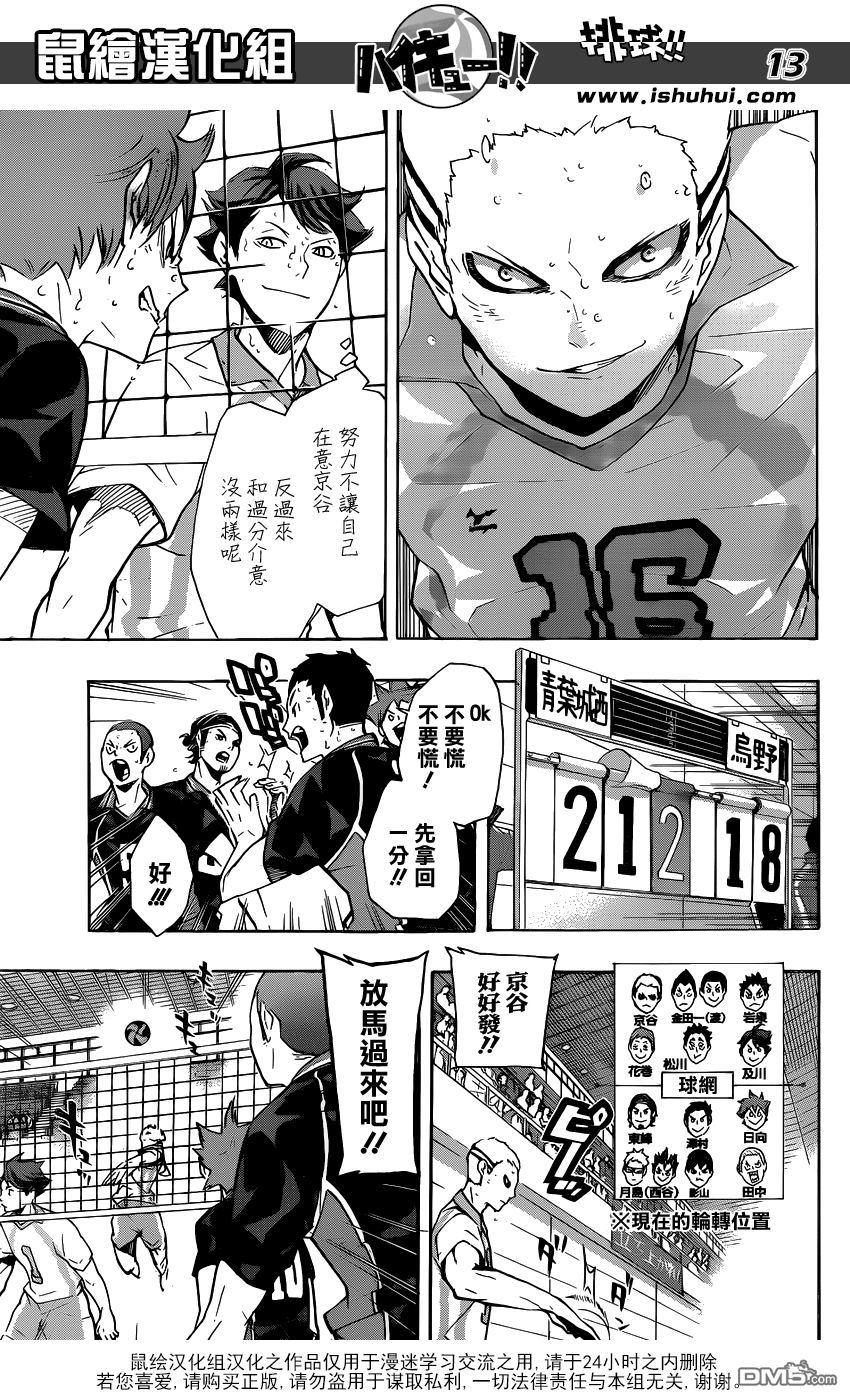 鼠繪漢化組
ハイキュー!!
排球!!
13
www.ishuhui.com
16
努力不讓自己
在意京谷
反過來
和過分介意
沒兩樣呢
青葉城西
烏野
21 2 18
Ok
不要慌
不要慌!
先拿回
一分!!
好!!!
京谷
好好發!!
放馬過來吧!!
ピーッ
京谷
金田一(渡)
岩泉
花巻
松川
及川
球網
東峰
澤村
日向
月島(西谷)
影山
田中
※現在的輪轉位置
1
10
鼠绘汉化组汉化之作品仅用于漫迷学习交流之用, 请于24小时之内删除
若您喜爱, 请购买正版, 请勿盗用于谋取私利, 一切法律责任与本组无关, 谢谢。
DM5.com